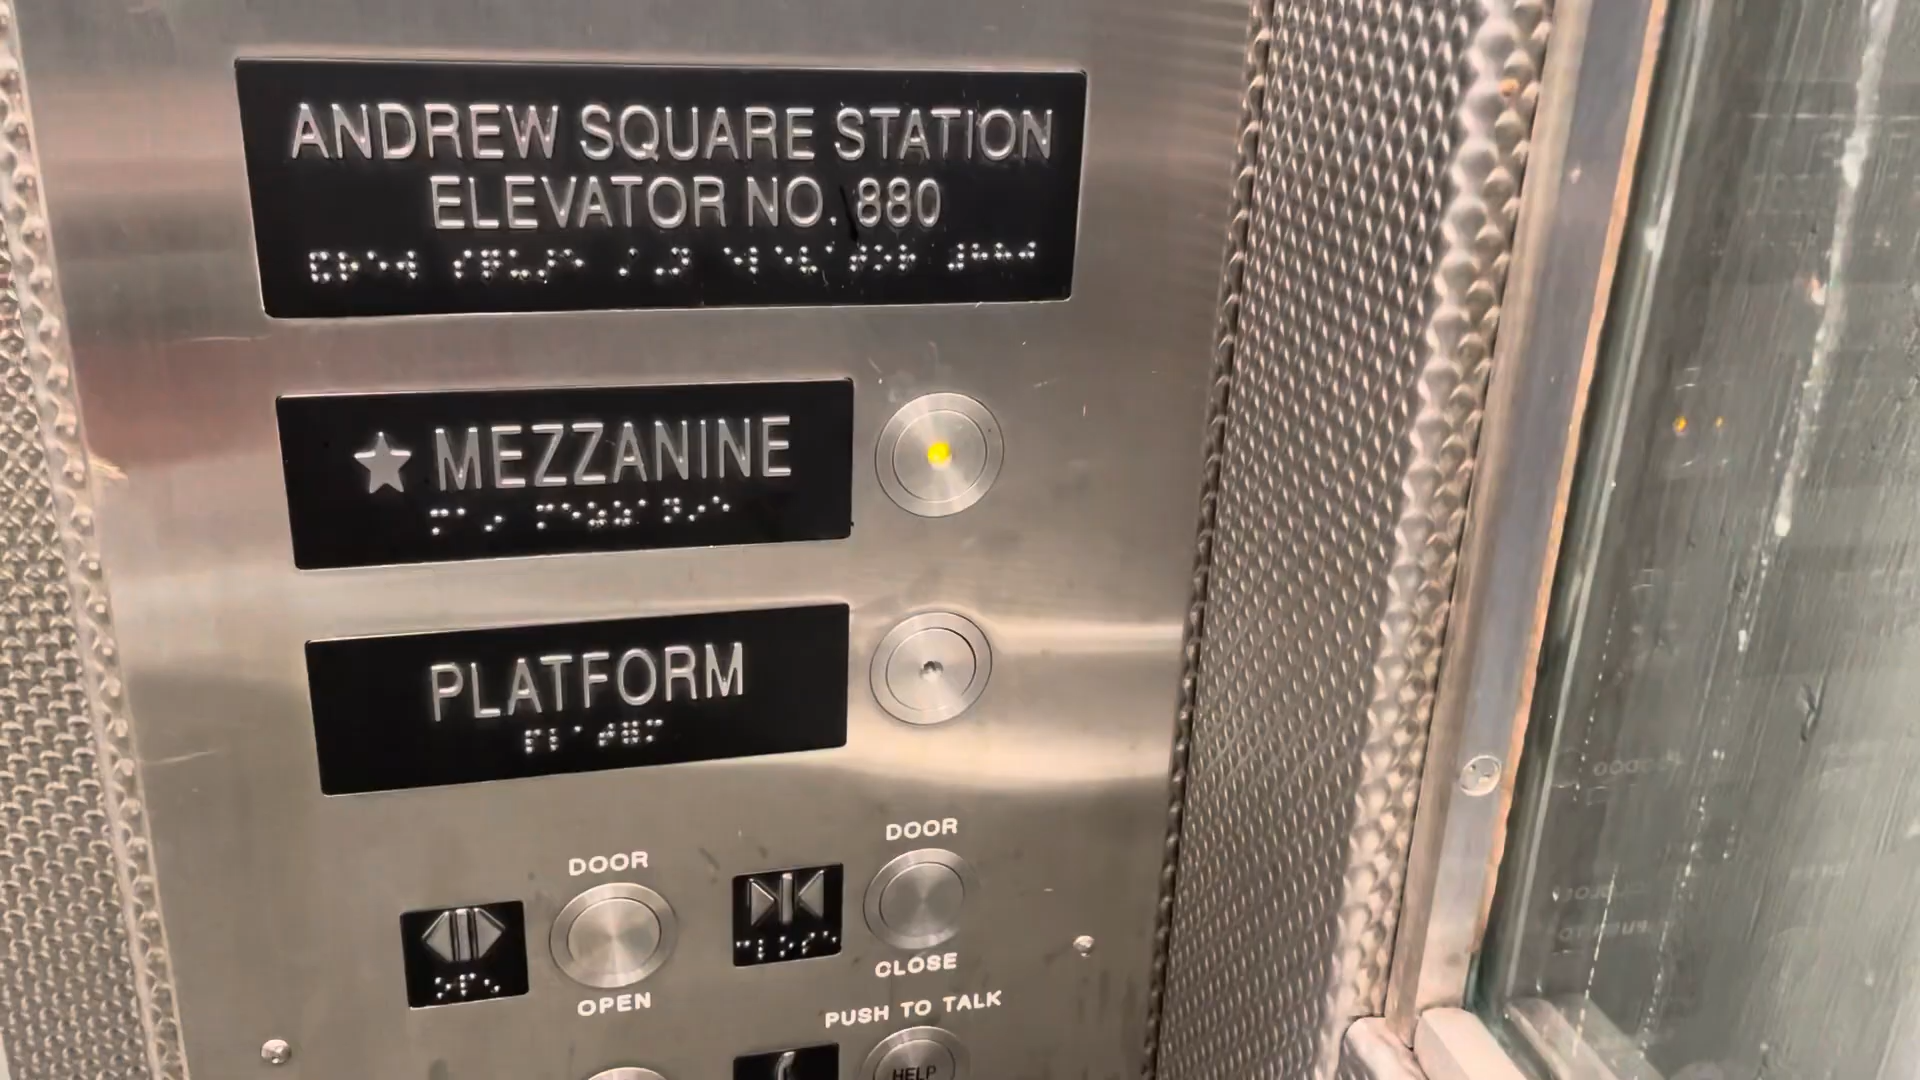 ANDREW SQUARE STATION
ELEVATOR NO. 880
★ MEZZANINE
PLATFORM
DOOR
OPEN
DOOR
CLOSE
PUSH TO TALK
HELP